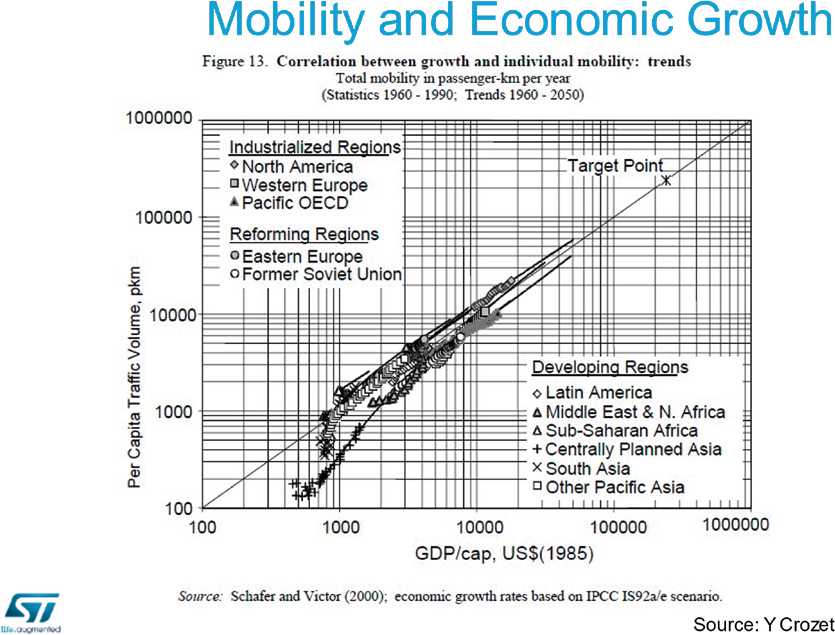 Mobility and Economic Growth
Figure 13. Correlation between growth and individual mobility: trends
Total mobility in passenger-km per year
(Statistics 1960 - 1990; Trends 1960 - 2050)
Per Capita Traffic Volume, pkm
1000000
100000
10000
1000
100
Industrialized Regions
North America
Western Europe
Pacific OECD
Reforming Regions
Eastern Europe
Former Soviet Union
Target Point
Developing Regions
Latin America
Middle East & N. Africa
Sub-Saharan Africa
Centrally Planned Asia
South Asia
Other Pacific Asia
100 1000 10000 100000 1000000
GDP/cap, US$(1985)
Source: Schafer and Victor (2000); economic growth rates based on IPCC IS92a/e scenario.
ST
life.augmented
Source: Y Crozet